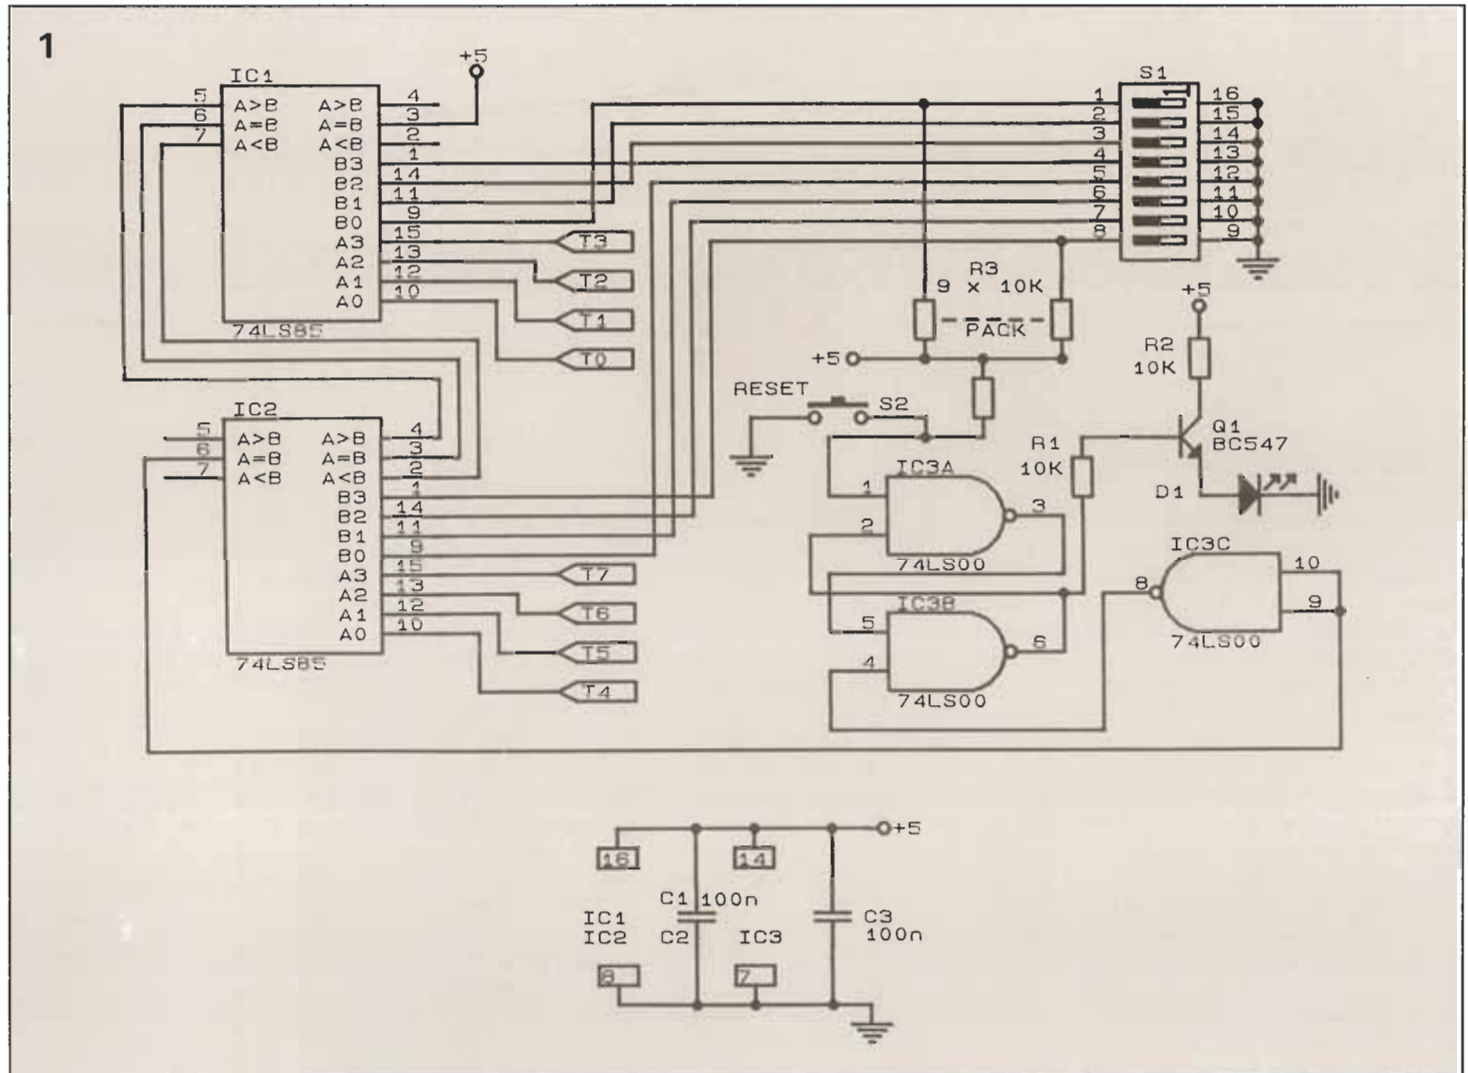 1
+5
IC1
5 A>B A>B 4
6 A=B A=B 3
7 A<B A<B 2
B3 1
B2 14
B1 11
B0 9
A3 15 T3
A2 13 T2
A1 12 T1
A0 10 T0
74LS85
S1
1 16
2 15
3 14
4 13
5 12
6 11
7 10
8 9
R3
9 x 10K
PACK
+5
+5
R2
10K
RESET
S2
Q1
BC547
R1
10K
D1
IC2
5 A>B A>B 4
6 A=B A=B 3
7 A<B A<B 2
B3 1
B2 14
B1 11
B0 9
A3 15 T7
A2 13 T6
A1 12 T5
A0 10 T4
74LS85
IC3A
1
2
3
74LS00
IC3B
5
4
6
74LS00
IC3C
8
10
9
74LS00
+5
16
14
C1 100n
IC1
IC2
C2
IC3
C3
100n
8
7